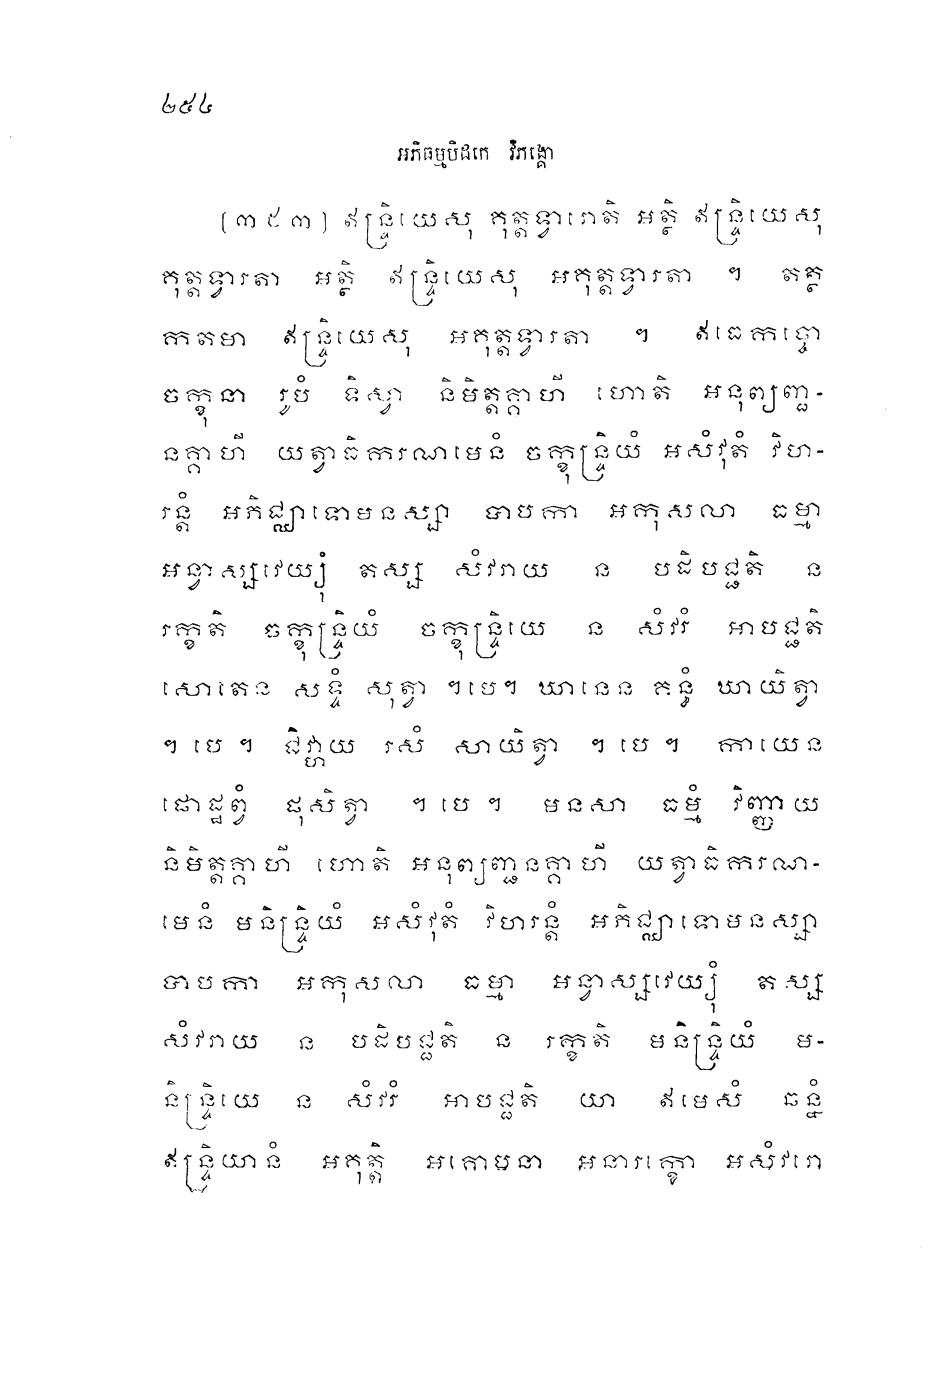 ២៥៤
អភិធម្មបិដកេ វិភង្គោ
(៣៥៣) ឥន្ទ្រិយេសុ គុត្តទ្វារោតិ អត្ថិ ឥន្ទ្រិយេសុ
គុត្តទ្វារតា អត្ថិ ឥន្ទ្រិយេសុ អគុត្តទ្វារតា ។ តត្ថ
កតមា ឥន្ទ្រិយេសុ អគុត្តទ្វារតា ។ ឥធេកច្ចោ
ចក្ខុនា រូបំ ទិស្វា និមិត្តគ្គាហី ហោតិ អនុព្យញ្ជ-
នគ្គាហី យត្វាធិករណមេនំ ចក្ខុន្ទ្រិយំ អសំវុតំ វិហ-
រន្តំ អភិជ្ឈាទោមនស្សា បាបកា អកុសលា ធម្មា
អន្វាស្សវេយ្យុំ តស្ស សំវរាយ ន បដិបជ្ជតិ ន
រក្ខតិ ចក្ខុន្ទ្រិយំ ចក្ខុន្ទ្រិយេ ន សំវរំ អាបជ្ជតិ
សោតេន សទ្ទំ សុត្វា ។បេ។ ឃានេន គន្ធំ ឃាយិត្វា
។ បេ ។ ជិវ្ហាយ រសំ សាយិត្វា ។ បេ ។ កាយេន
ផោដ្ឋព្វំ ផុសិត្វា ។ បេ ។ មនសា ធម្មំ វិញ្ញាយ
និមិត្តគ្គាហី ហោតិ អនុព្យញ្ជនគ្គាហី យត្វាធិករណ-
មេនំ មនិន្ទ្រិយំ អសំវុតំ វិហរន្តំ អភិជ្ឈាទោមនស្សា
បាបកា អកុសលា ធម្មា អន្វាស្សវេយ្យុំ តស្ស
សំវរាយ ន បដិបជ្ជតិ ន រក្ខតិ មនិន្ទ្រិយំ ម-
និន្ទ្រិយេ ន សំវរំ អាបជ្ជតិ យា ឥមេសំ ឆន្នំ
ឥន្ទ្រិយានំ អគុត្តិ អគោបនា អនារក្ខោ អសំវរោ